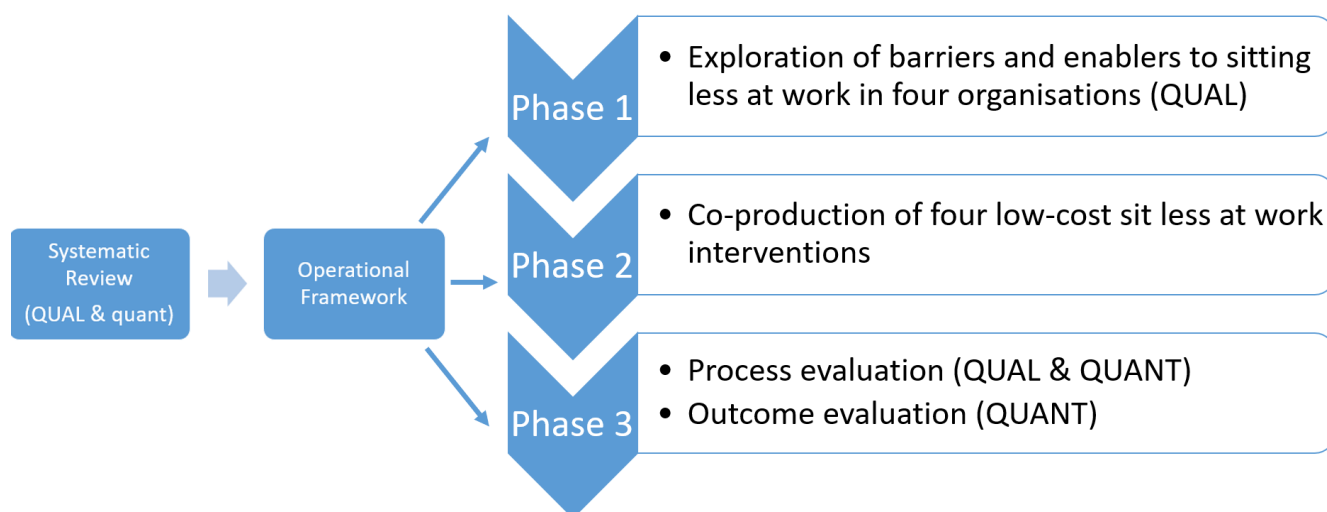 Systematic
Review
(QUAL & quant)
Operational
Framework
Phase 1
• Exploration of barriers and enablers to sitting
less at work in four organisations (QUAL)
Phase 2
• Co-production of four low-cost sit less at work
interventions
Phase 3
• Process evaluation (QUAL & QUANT)
• Outcome evaluation (QUANT)